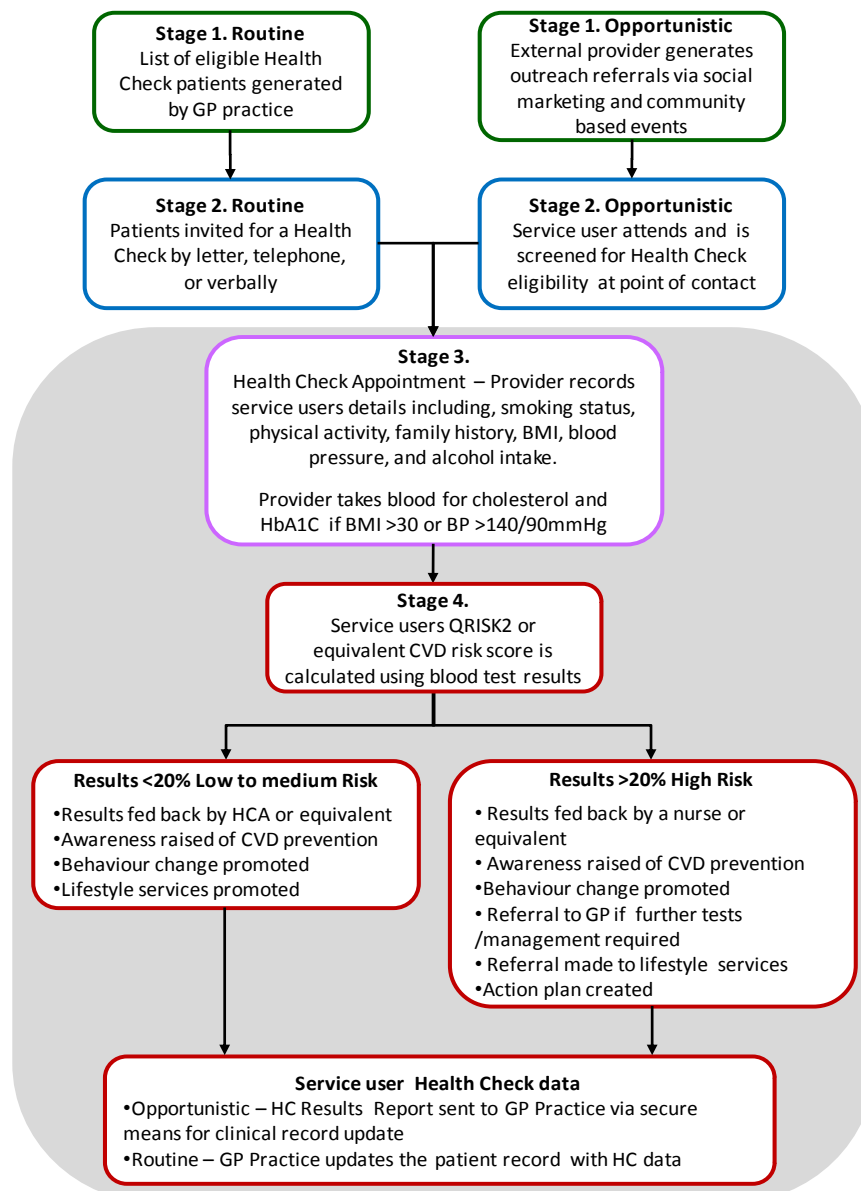 Stage 1. Routine
List of eligible Health
Check patients generated
by GP practice
Stage 1. Opportunistic
External provider generates
outreach referrals via social
marketing and community
based events
Stage 2. Routine
Patients invited for a Health
Check by letter, telephone,
or verbally
Stage 2. Opportunistic
Service user attends and is
screened for Health Check
eligibility at point of contact
Stage 3.
Health Check Appointment – Provider records
service users details including, smoking status,
physical activity, family history, BMI, blood
pressure, and alcohol intake.
Provider takes blood for cholesterol and
HbA1C if BMI >30 or BP >140/90mmHg
Stage 4.
Service users QRISK2 or
equivalent CVD risk score is
calculated using blood test results
Results <20% Low to medium Risk
•Results fed back by HCA or equivalent
•Awareness raised of CVD prevention
•Behaviour change promoted
•Lifestyle services promoted
Results >20% High Risk
• Results fed back by a nurse or
equivalent
• Awareness raised of CVD prevention
•Behaviour change promoted
• Referral to GP if further tests
/management required
• Referral made to lifestyle services
•Action plan created
Service user Health Check data
•Opportunistic – HC Results Report sent to GP Practice via secure
means for clinical record update
•Routine – GP Practice updates the patient record with HC data